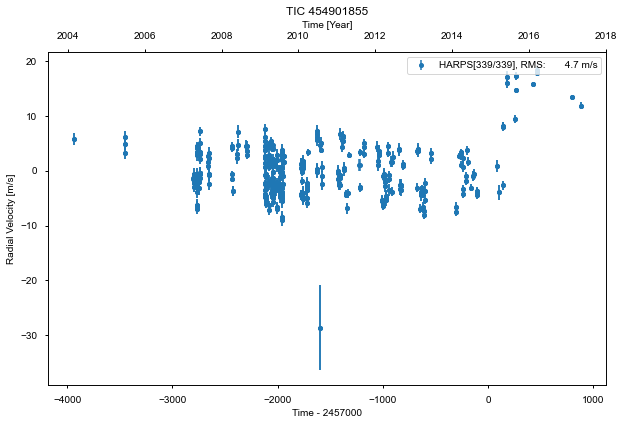 TIC 454901855
Time [Year]
2004 2006 2008 2010 2012 2014 2016 2018
HARPS[339/339], RMS: 4.7 m/s
20
10
0
−10
−20
−30
Radial Velocity [m/s]
−4000 −3000 −2000 −1000 0 1000
Time - 2457000